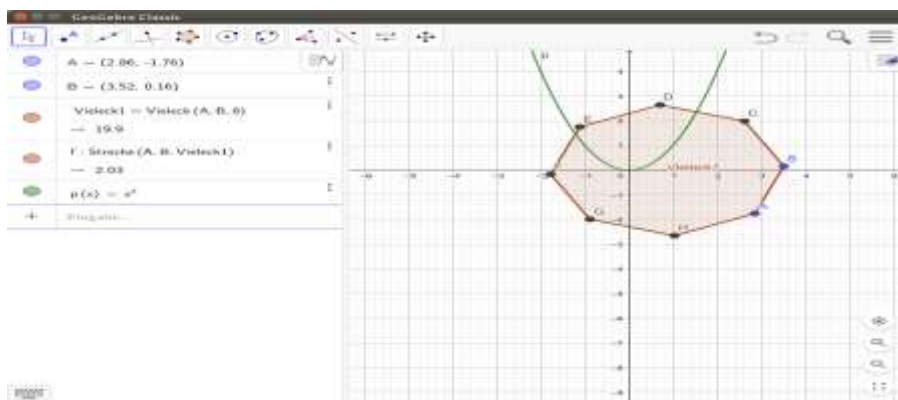 GeoGebra Classic
A = (2.86, -1.76)
B = (3.52, 0.16)
Vieleck1 = Vieleck (A, B, 8)
→ 19.9
f : Strecke (A, B, Vieleck1)
→ 2.03
p (x) = x²
+ Eingabe...
p
D
C
E
B
Vieleck1
A
G
H